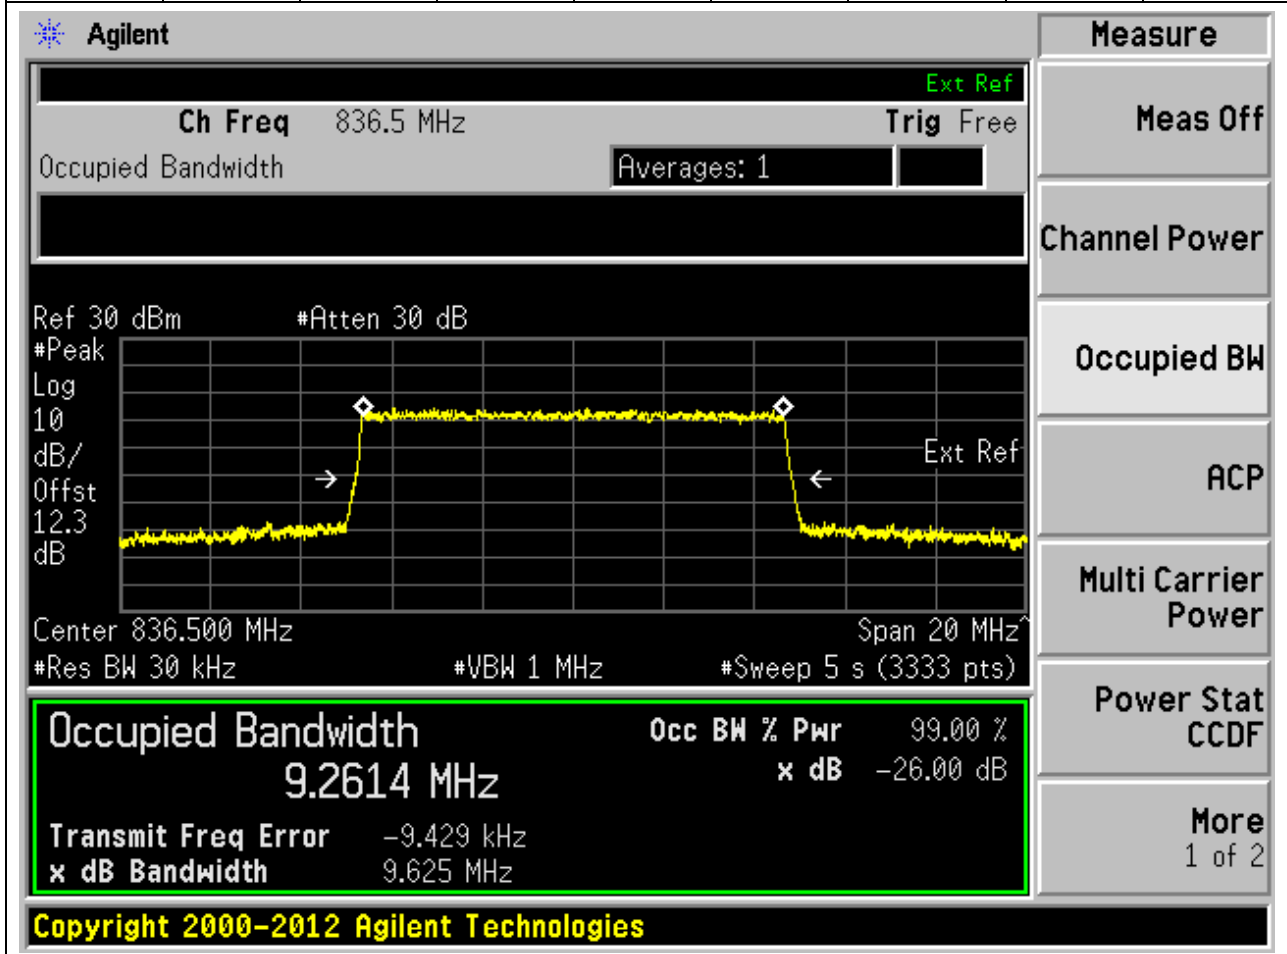 Agilent
Measure
Ext Ref
Ch Freq 836.5 MHz Trig Free
Meas Off
Occupied Bandwidth Averages: 1
Channel Power
Ref 30 dBm #Atten 30 dB
#Peak
Log
10
dB/
Offst
12.3
dB
Ext Ref
Occupied BW
ACP
Center 836.500 MHz Span 20 MHz^
#Res BW 30 kHz #VBW 1 MHz #Sweep 5 s (3333 pts)
Multi Carrier
Power
Occupied Bandwidth Occ BW % Pwr 99.00 %
9.2614 MHz x dB -26.00 dB
Transmit Freq Error -9.429 kHz
x dB Bandwidth 9.625 MHz
Power Stat
CCDF
More
1 of 2
Copyright 2000-2012 Agilent Technologies